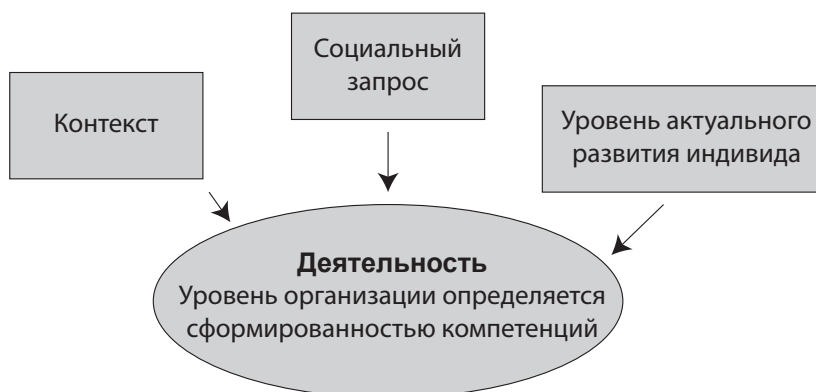 Социальный
запрос
Контекст
Уровень актуального
развития индивида
Деятельность
Уровень организации определяется
сформированностью компетенций